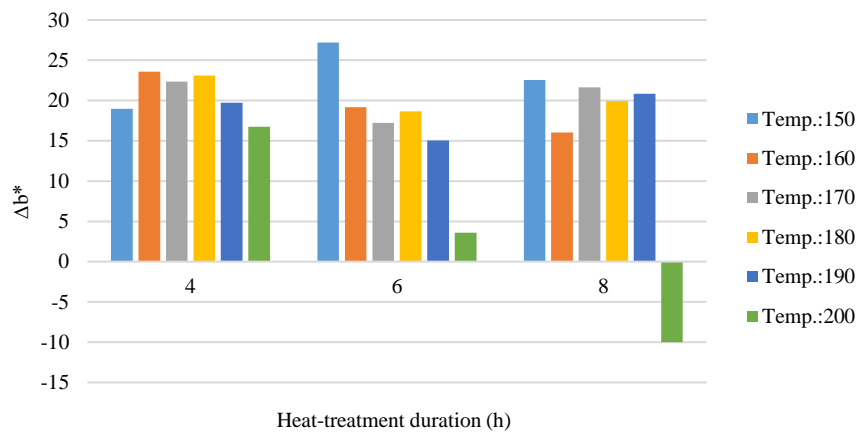 30
25
20
15
10
5
0
-5
-10
-15
Δb*
4 6 8
Heat-treatment duration (h)
Temp.:150
Temp.:160
Temp.:170
Temp.:180
Temp.:190
Temp.:200